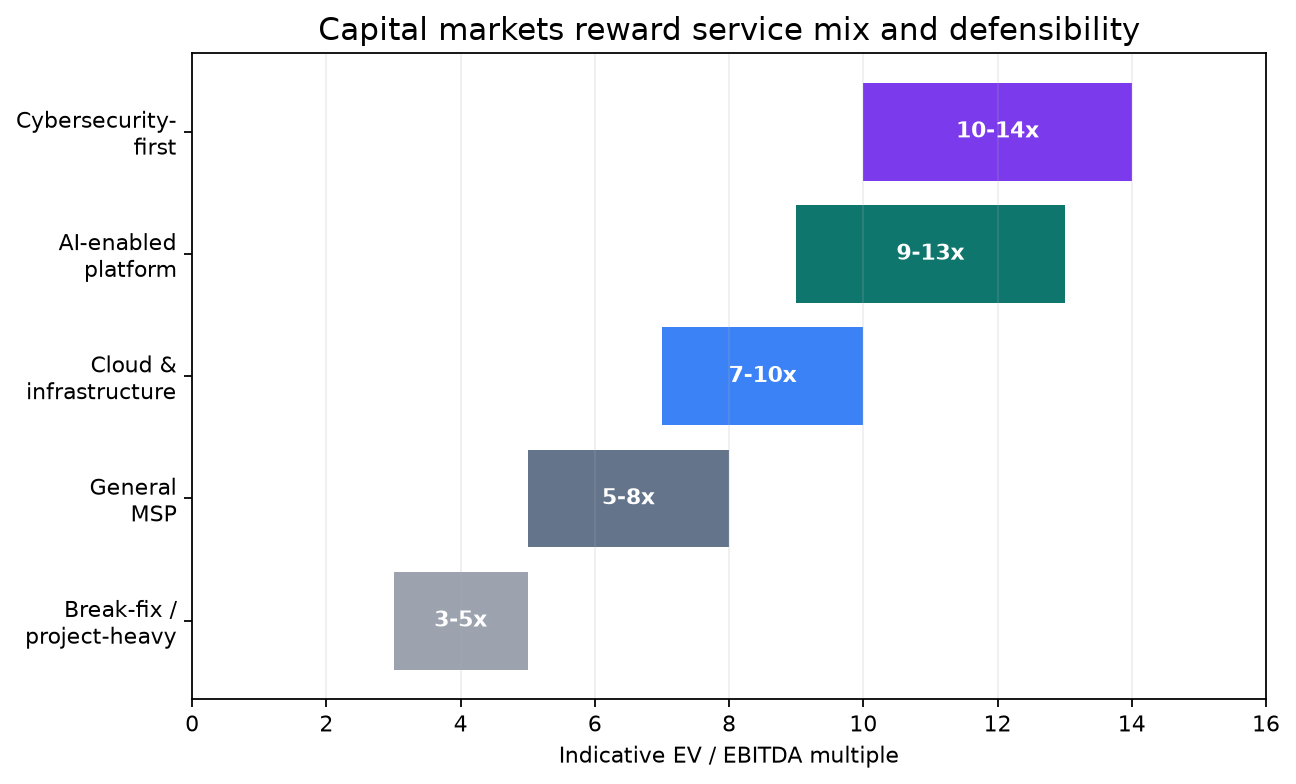 Capital markets reward service mix and defensibility
Cybersecurity-
first
10-14x
AI-enabled
platform
9-13x
Cloud &
infrastructure
7-10x
General
MSP
5-8x
Break-fix /
project-heavy
3-5x
0 2 4 6 8 10 12 14 16
Indicative EV / EBITDA multiple